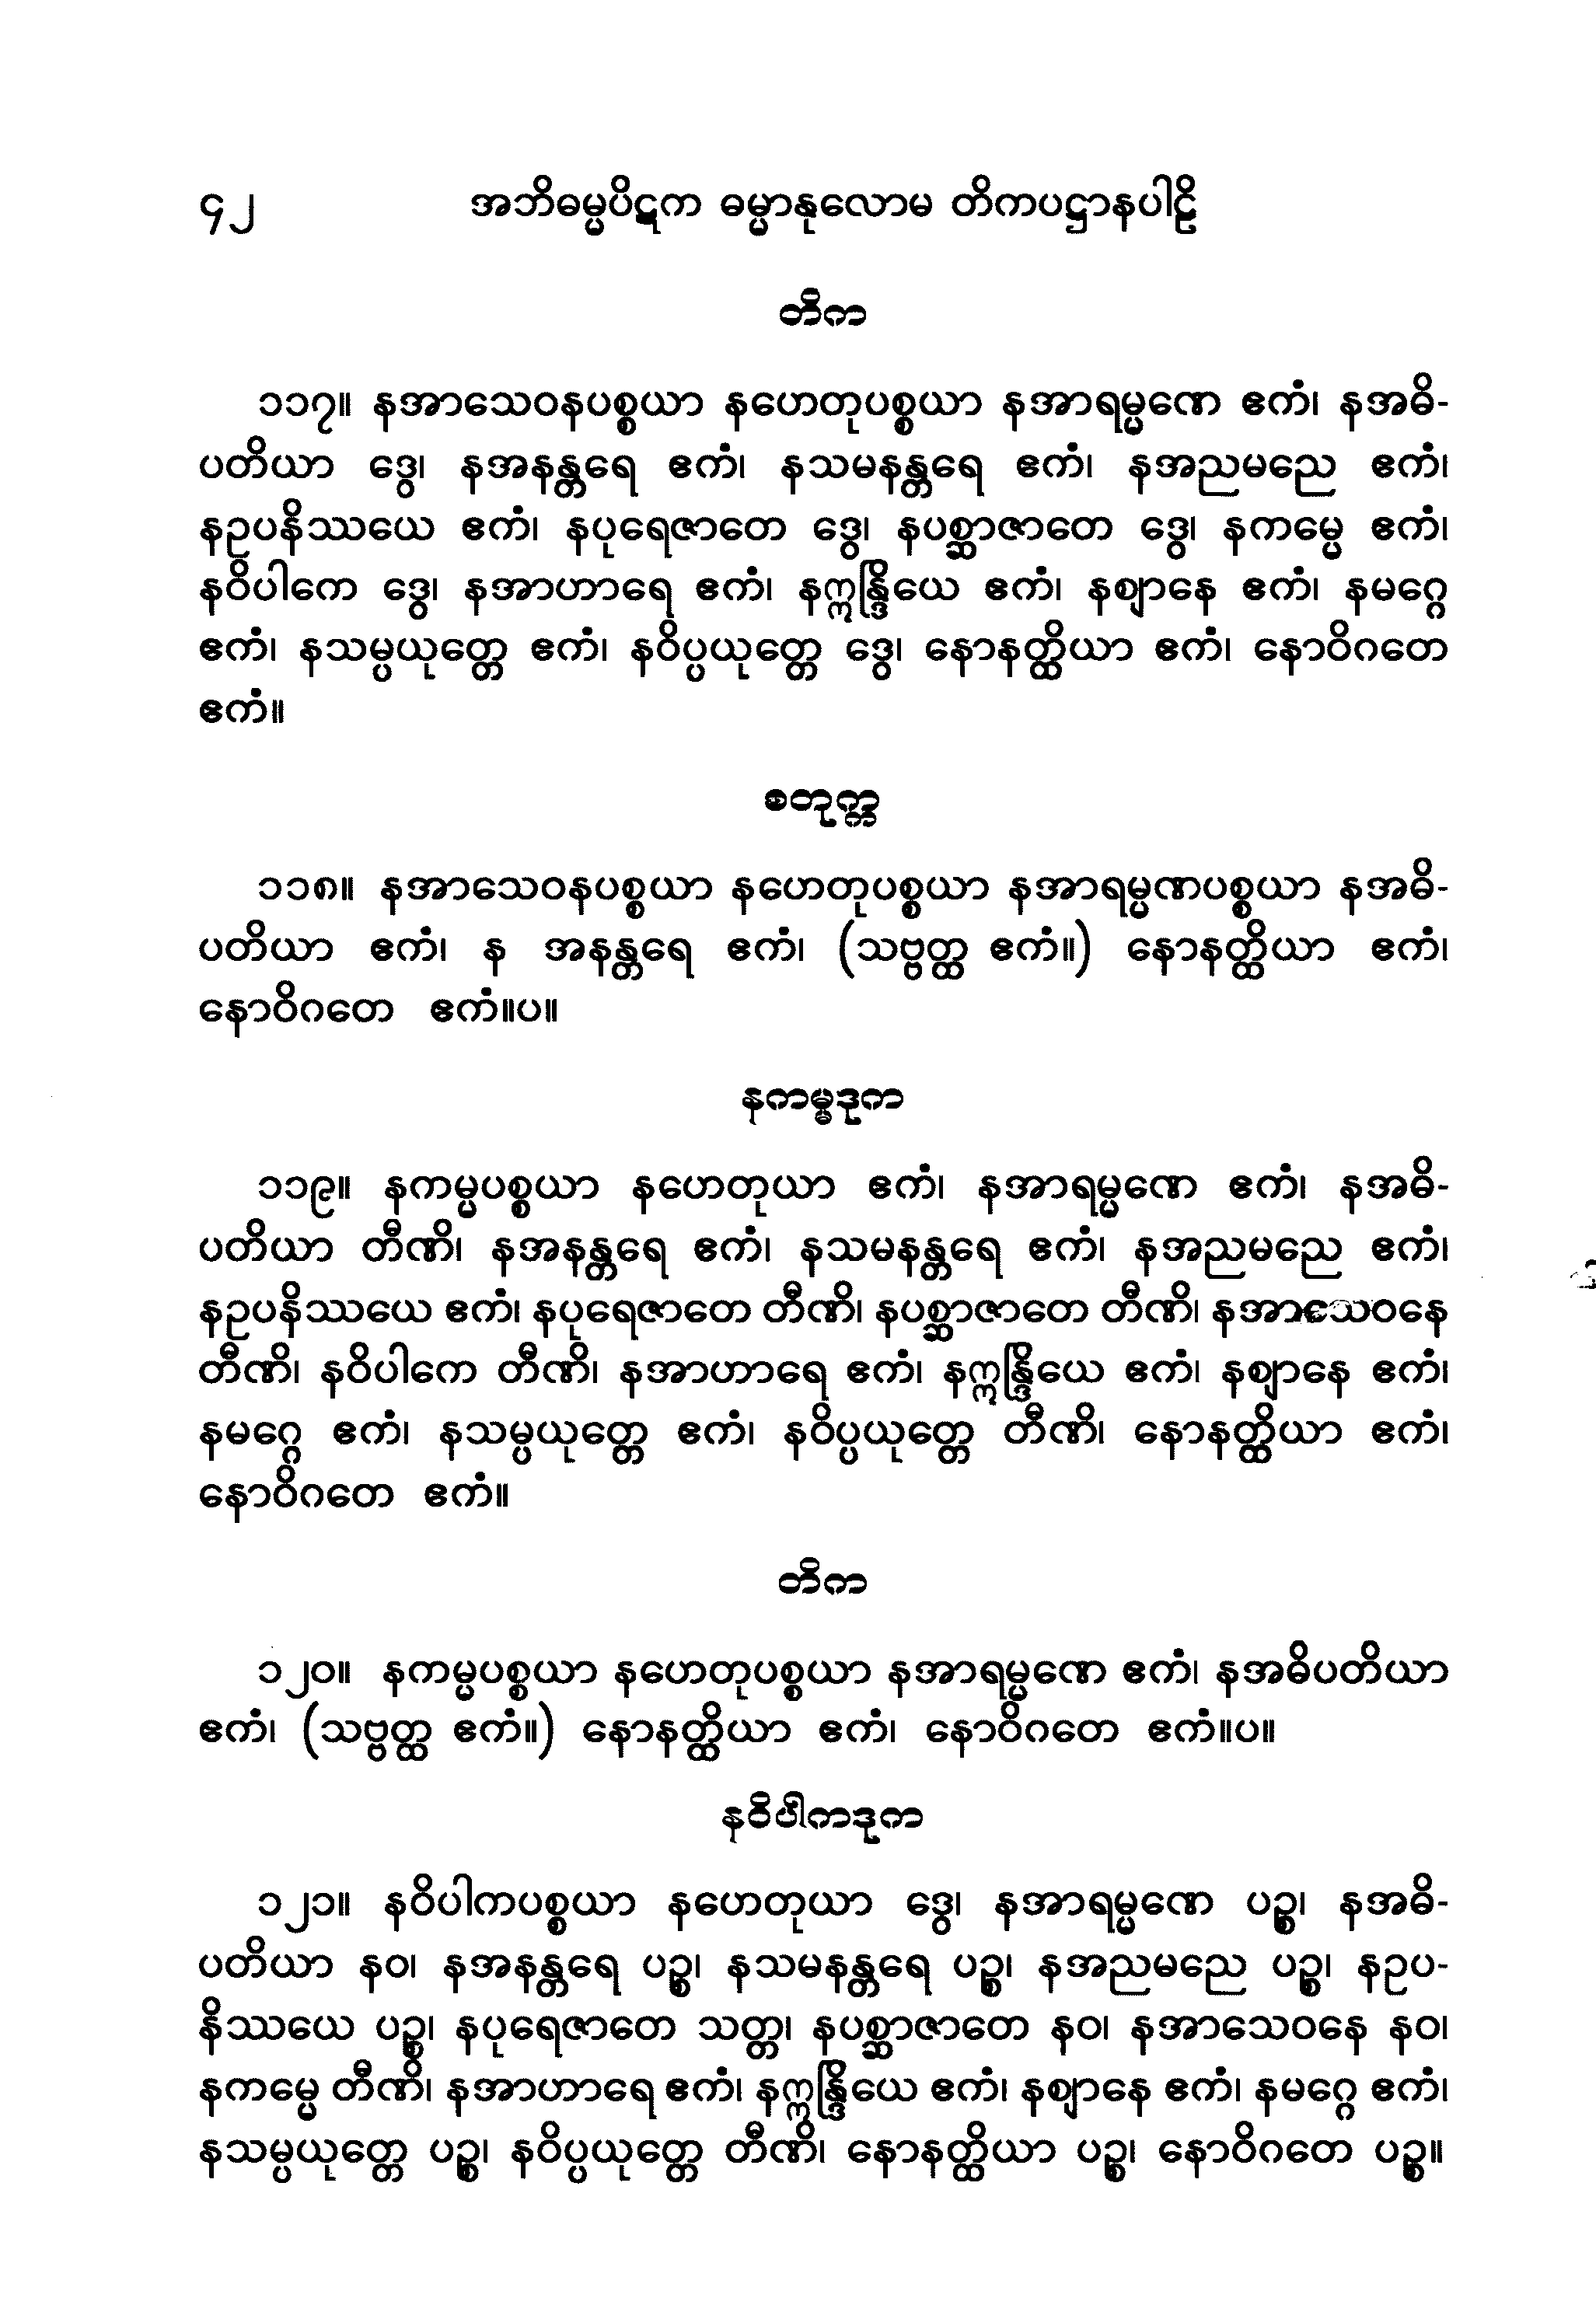 ၄၂ အဘိဓမ္မပိဋက ဓမ္မာနုလောမ တိကပဋ္ဌာနပါဠိ
တိက
၁၁၇။ နအာသေဝနပစ္စယာ နဟေတုပစ္စယာ နအာရမ္မဏေ ဧကံ၊ နအဓိ-
ပတိယာ ဒွေ၊ နအနန္တရေ ဧကံ၊ နသမနန္တရေ ဧကံ၊ နအညမညေ ဧကံ၊
နဥပနိဿယေ ဧကံ၊ နပုရေဇာတေ ဒွေ၊ နပစ္ဆာဇာတေ ဒွေ၊ နကမ္မေ ဧကံ၊
နဝိပါကေ ဒွေ၊ နအာဟာရေ ဧကံ၊ နဣန္ဒြိယေ ဧကံ၊ နဈာနေ ဧကံ၊ နမဂ္ဂေ
ဧကံ၊ နသမ္ပယုတ္တေ ဧကံ၊ နဝိပ္ပယုတ္တေ ဒွေ၊ နောနတ္ထိယာ ဧကံ၊ နောဝိဂတေ
ဧကံ။
စတုက္က
၁၁၈။ နအာသေဝနပစ္စယာ နဟေတုပစ္စယာ နအာရမ္မဏပစ္စယာ နအဓိ-
ပတိယာ ဧကံ၊ န အနန္တရေ ဧကံ၊ (သဗ္ဗတ္ထ ဧကံ။) နောနတ္ထိယာ ဧကံ၊
နောဝိဂတေ ဧကံ။ပ။
နကမ္မဒုက
၁၁၉။ နကမ္မပစ္စယာ နဟေတုယာ ဧကံ၊ နအာရမ္မဏေ ဧကံ၊ နအဓိ-
ပတိယာ တီဏိ၊ နအနန္တရေ ဧကံ၊ နသမနန္တရေ ဧကံ၊ နအညမညေ ဧကံ၊
နဥပနိဿယေ ဧကံ၊ နပုရေဇာတေ တီဏိ၊ နပစ္ဆာဇာတေ တီဏိ၊ နအာသေဝနေ
တီဏိ၊ နဝိပါကေ တီဏိ၊ နအာဟာရေ ဧကံ၊ နဣန္ဒြိယေ ဧကံ၊ နဈာနေ ဧကံ၊
နမဂ္ဂေ ဧကံ၊ နသမ္ပယုတ္တေ ဧကံ၊ နဝိပ္ပယုတ္တေ တီဏိ၊ နောနတ္ထိယာ ဧကံ၊
နောဝိဂတေ ဧကံ။
တိက
၁၂၀။ နကမ္မပစ္စယာ နဟေတုပစ္စယာ နအာရမ္မဏေ ဧကံ၊ နအဓိပတိယာ
ဧကံ၊ (သဗ္ဗတ္ထ ဧကံ။) နောနတ္ထိယာ ဧကံ၊ နောဝိဂတေ ဧကံ။ပ။
နဝိပါကဒုက
၁၂၁။ နဝိပါကပစ္စယာ နဟေတုယာ ဒွေ၊ နအာရမ္မဏေ ပဉ္စ၊ နအဓိ-
ပတိယာ နဝ၊ နအနန္တရေ ပဉ္စ၊ နသမနန္တရေ ပဉ္စ၊ နအညမညေ ပဉ္စ၊ နဥပ-
နိဿယေ ပဉ္စ၊ နပုရေဇာတေ သတ္တ၊ နပစ္ဆာဇာတေ နဝ၊ နအာသေဝနေ နဝ၊
နကမ္မေ တီဏိ၊ နအာဟာရေ ဧကံ၊ နဣန္ဒြိယေ ဧကံ၊ နဈာနေ ဧကံ၊ နမဂ္ဂေ ဧကံ၊
နသမ္ပယုတ္တေ ပဉ္စ၊ နဝိပ္ပယုတ္တေ တီဏိ၊ နောနတ္ထိယာ ပဉ္စ၊ နောဝိဂတေ ပဉ္စ။